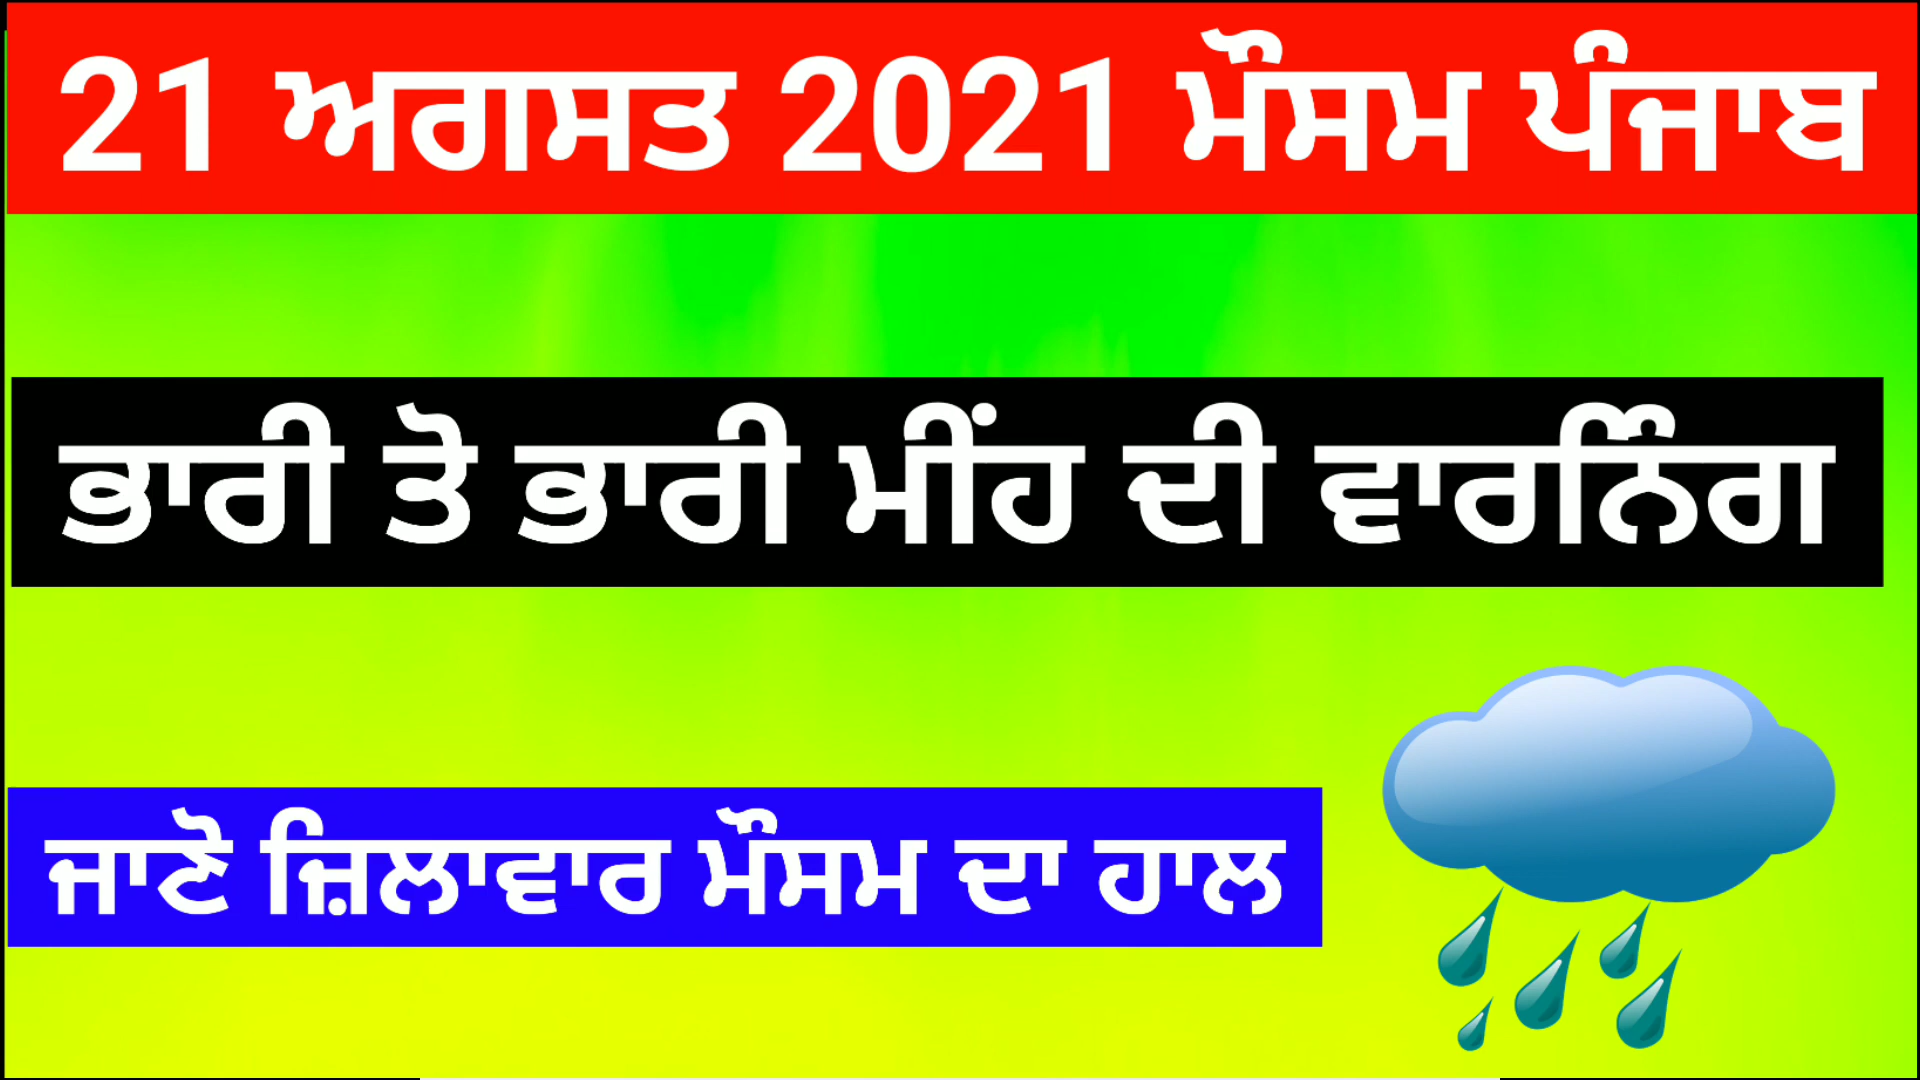 21 ਅਗਸਤ 2021 ਮੌਸਮ ਪੰਜਾਬ
ਭਾਰੀ ਤੋ ਭਾਰੀ ਮੀਂਹ ਦੀ ਵਾਰਨਿੰਗ
ਜਾਣੋ ਜ਼ਿਲਾਵਾਰ ਮੌਸਮ ਦਾ ਹਾਲ